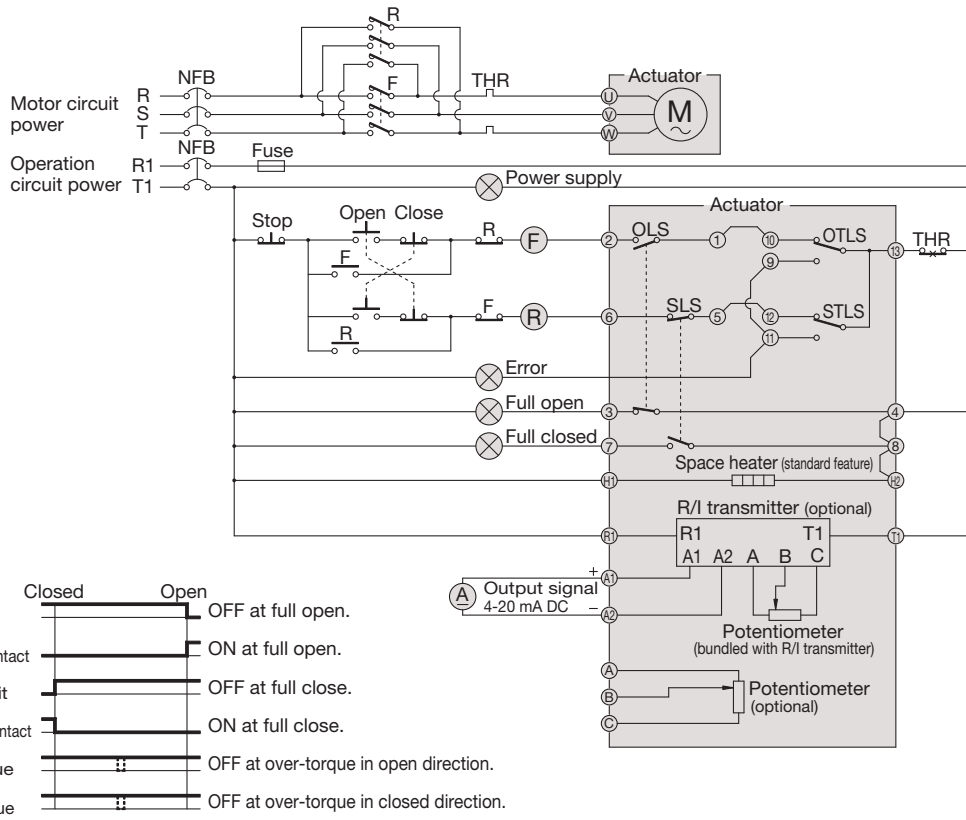 R
NFB
F
THR
Actuator
Motor circuit power
R
S
T
U
V
W
M
NFB
Fuse
Operation circuit power
R1
T1
Power supply
Actuator
Stop
Open
Close
R
F
2
OLS
1
10
OTLS
13
THR
F
9
F
R
6
SLS
5
12
STLS
R
11
Error
Full open
3
4
Full closed
7
8
Space heater (standard feature)
H1
H2
R/I transmitter (optional)
R1
R1
T1
T1
A1 A2 A B C
Closed
Open
A
Output signal
4-20 mA DC
+
A1
−
A2
OFF at full open.
Potentiometer
(bundled with R/I transmitter)
ON at full open.
A
B
C
Potentiometer
(optional)
OFF at full close.
ON at full close.
OFF at over-torque in open direction.
OFF at over-torque in closed direction.